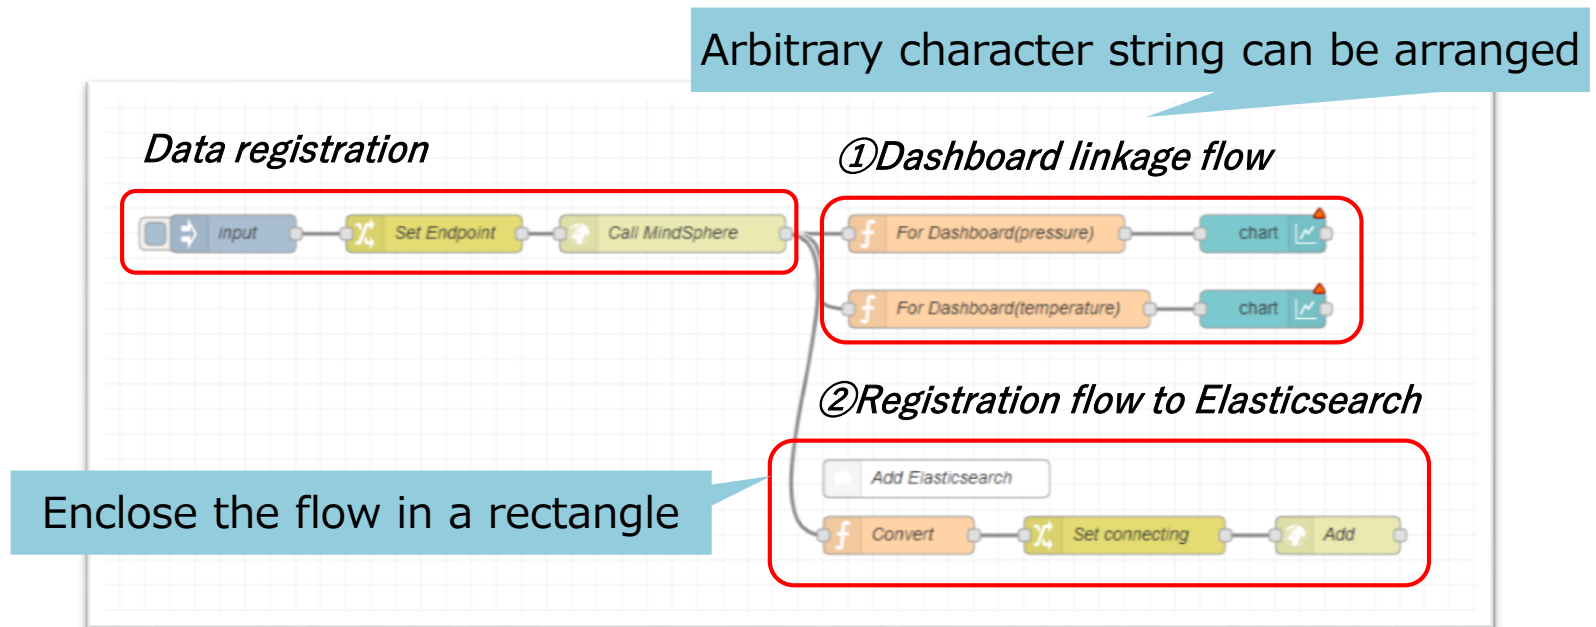 Arbitrary character string can be arranged
Data registration
①Dashboard linkage flow
input
Set Endpoint
Call MindSphere
For Dashboard(pressure)
chart
For Dashboard(temperature)
chart
②Registration flow to Elasticsearch
Add Elasticsearch
Enclose the flow in a rectangle
Convert
Set connecting
Add